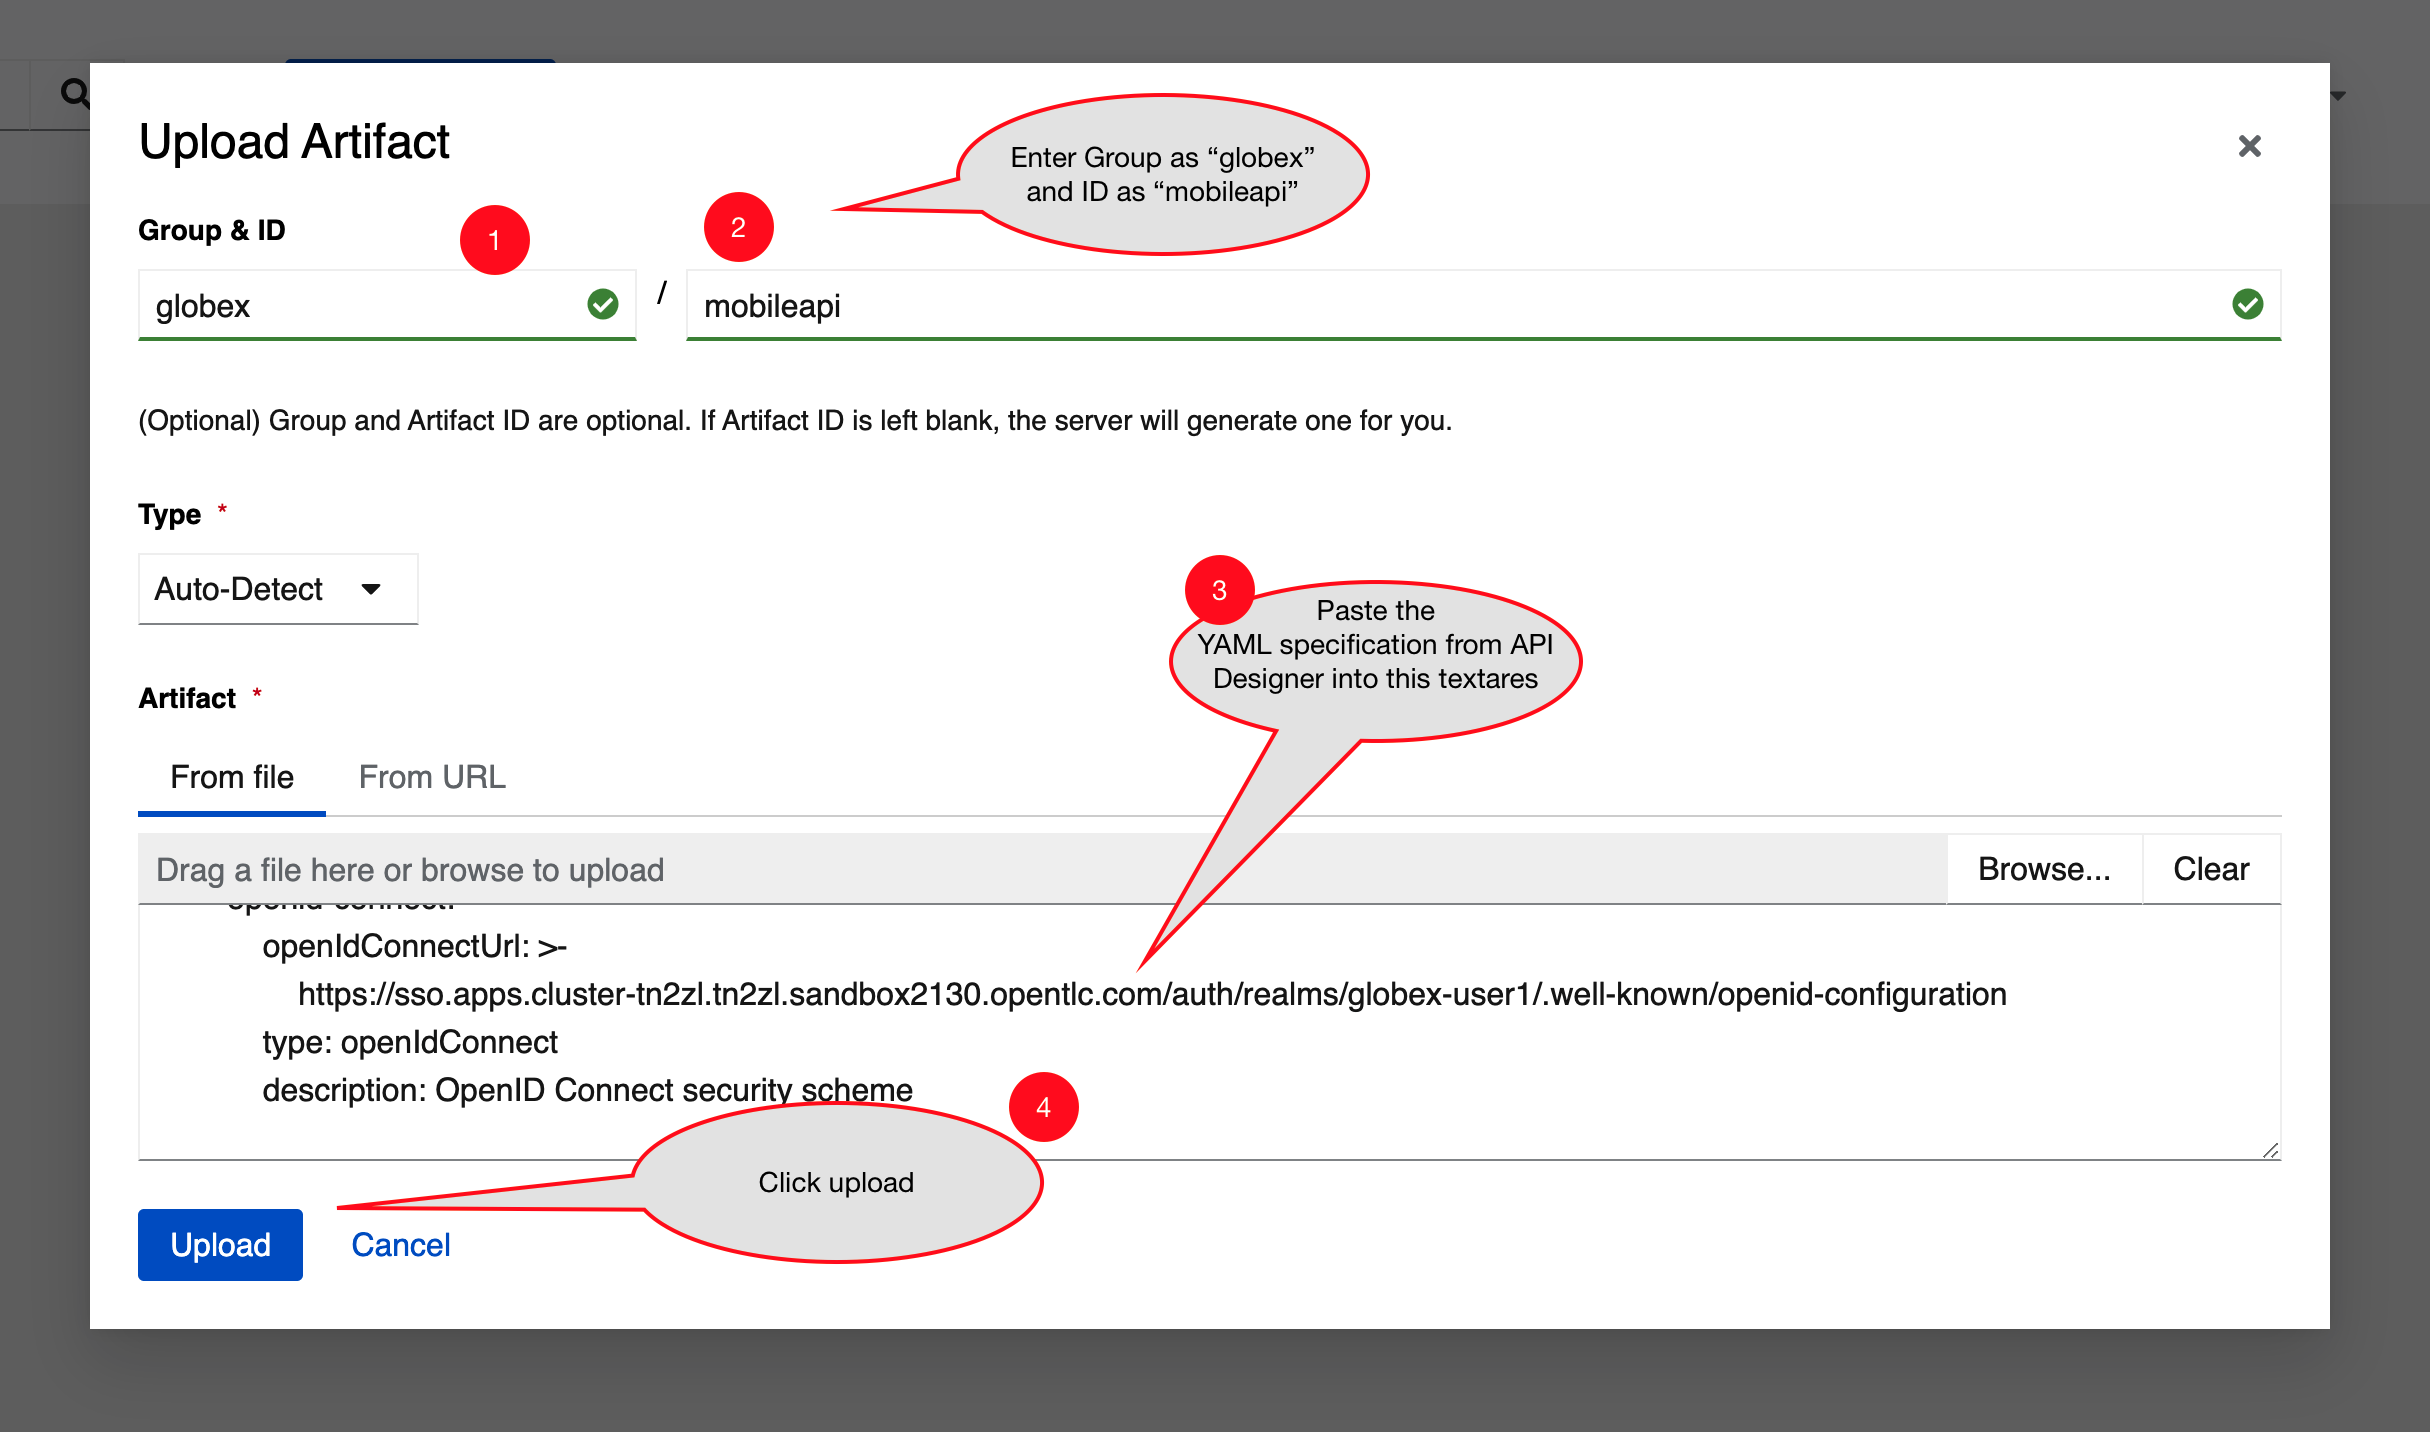 Upload Artifact
Enter Group as “globex”
and ID as “mobileapi”
Group & ID
1
2
globex
/
mobileapi
(Optional) Group and Artifact ID are optional. If Artifact ID is left blank, the server will generate one for you.
Type *
Auto-Detect
3
Paste the
YAML specification from API
Designer into this textares
Artifact *
From file
From URL
Drag a file here or browse to upload
Browse...
Clear
openid-connect:
openIdConnectUrl: >-
https://sso.apps.cluster-tn2zl.tn2zl.sandbox2130.opentlc.com/auth/realms/globex-user1/.well-known/openid-configuration
type: openIdConnect
description: OpenID Connect security scheme
4
Click upload
Upload
Cancel